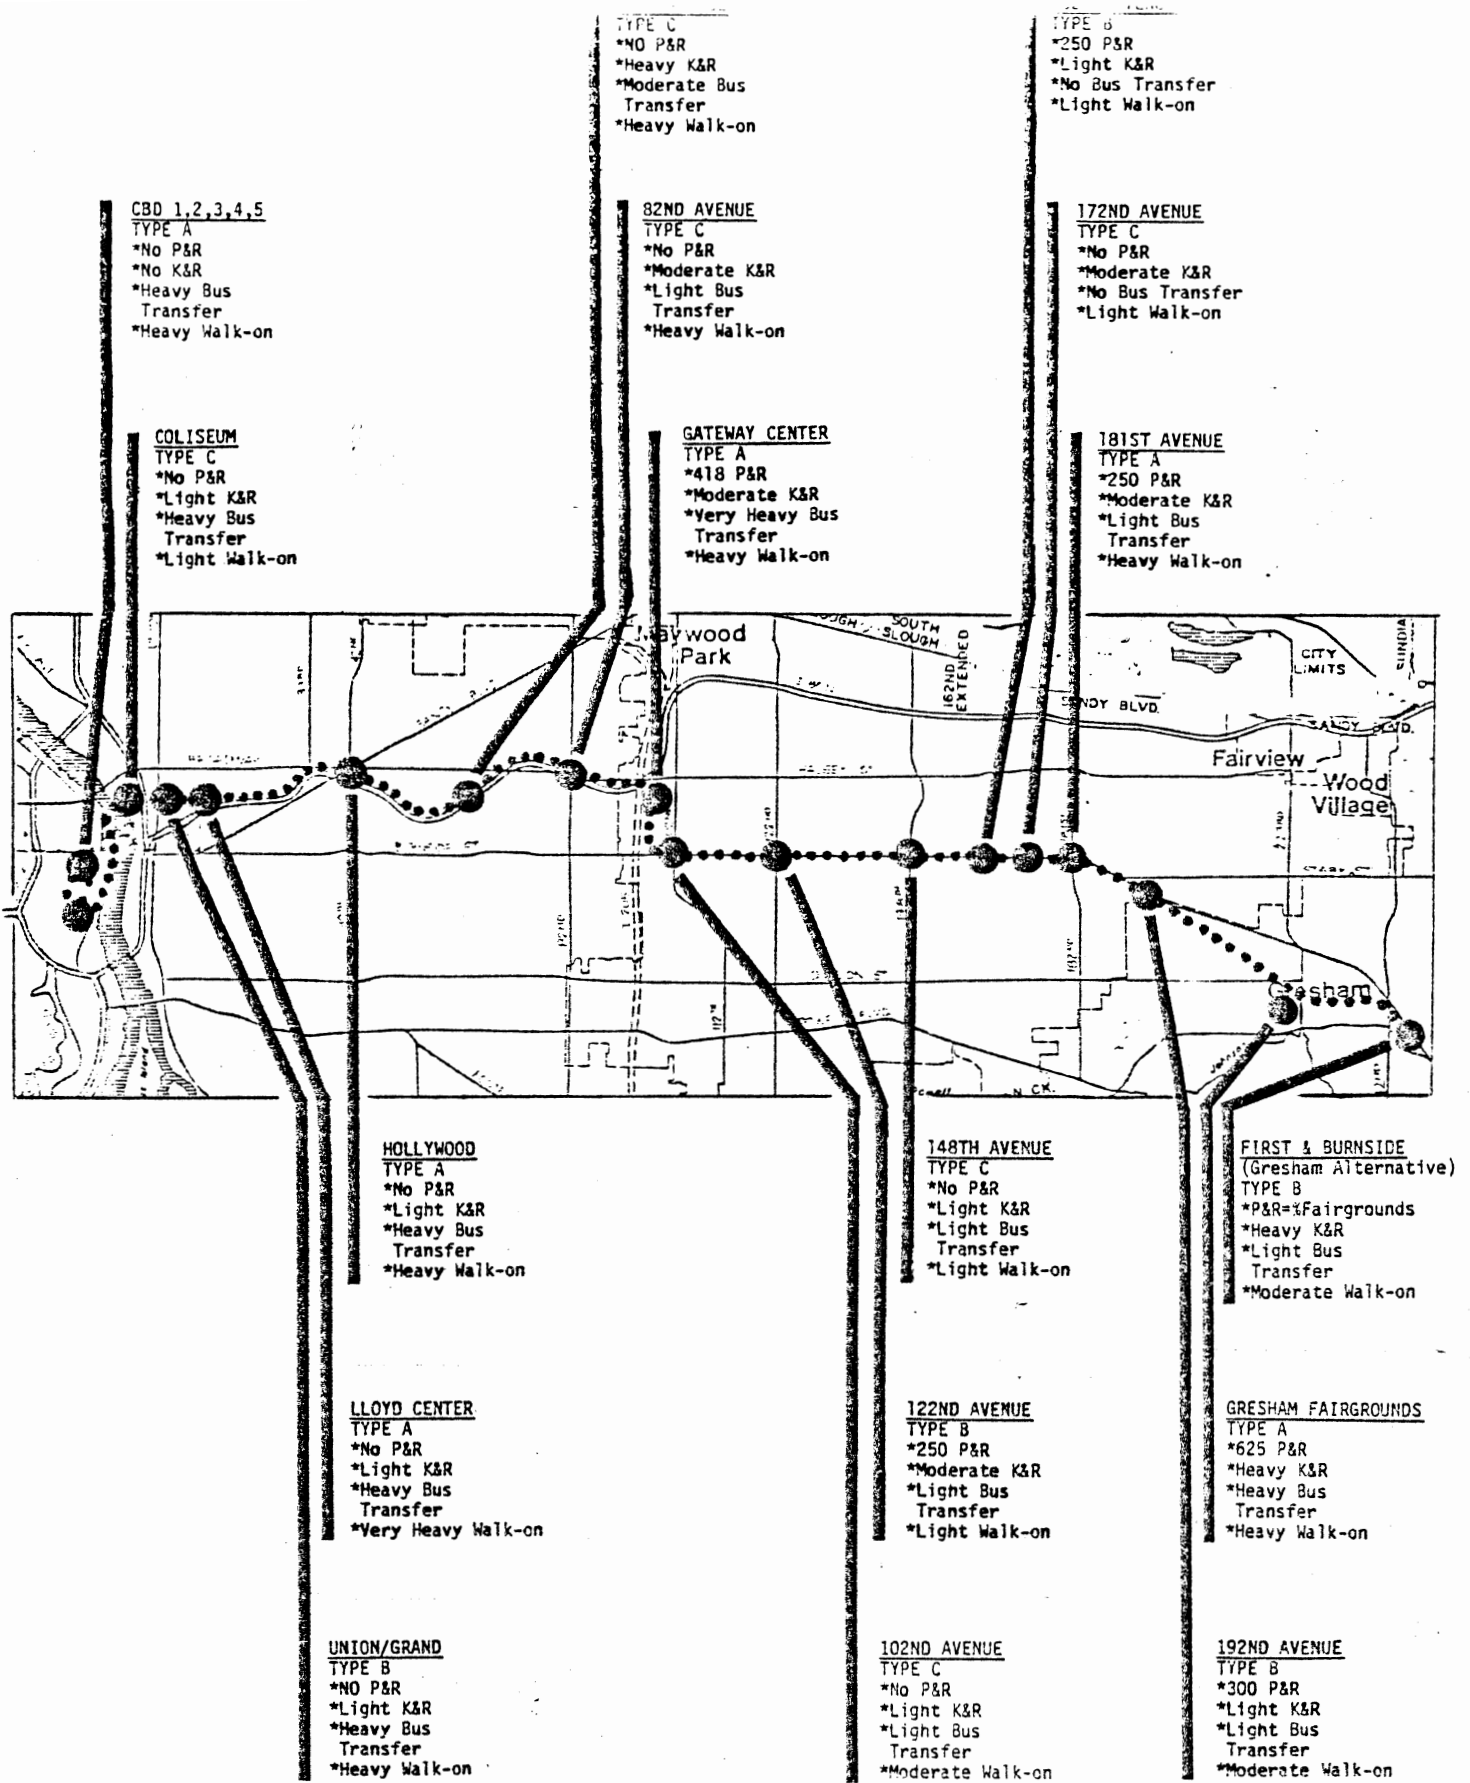 TYPE C
*NO P&R
*Heavy K&R
*Moderate Bus
Transfer
*Heavy Walk-on
TYPE B
*250 P&R
*Light K&R
*No Bus Transfer
*Light Walk-on
CBD 1,2,3,4,5
TYPE A
*No P&R
*No K&R
*Heavy Bus
Transfer
*Heavy Walk-on
82ND AVENUE
TYPE C
*No P&R
*Moderate K&R
*Light Bus
Transfer
*Heavy Walk-on
172ND AVENUE
TYPE C
*No P&R
*Moderate K&R
*No Bus Transfer
*Light Walk-on
COLISEUM
TYPE C
*No P&R
*Light K&R
*Heavy Bus
Transfer
*Light Walk-on
GATEWAY CENTER
TYPE A
*418 P&R
*Moderate K&R
*Very Heavy Bus
Transfer
*Heavy Walk-on
181ST AVENUE
TYPE A
*250 P&R
*Moderate K&R
*Light Bus
Transfer
*Heavy Walk-on
Park
SOUTH
SLOUGH
162ND
EXTENDED
CITY
LIMITS
BLVD.
SANDY BLVD.
Fairview
Wood
Village
HOLLYWOOD
TYPE A
*No P&R
*Light K&R
*Heavy Bus
Transfer
*Heavy Walk-on
148TH AVENUE
TYPE C
*No P&R
*Light K&R
*Light Bus
Transfer
*Light Walk-on
FIRST & BURNSIDE
(Gresham Alternative)
TYPE B
*P&R=½Fairgrounds
*Heavy K&R
*Light Bus
Transfer
*Moderate Walk-on
LLOYD CENTER
TYPE A
*No P&R
*Light K&R
*Heavy Bus
Transfer
*Very Heavy Walk-on
122ND AVENUE
TYPE B
*250 P&R
*Moderate K&R
*Light Bus
Transfer
*Light Walk-on
GRESHAM FAIRGROUNDS
TYPE A
*625 P&R
*Heavy K&R
*Heavy Bus
Transfer
*Heavy Walk-on
UNION/GRAND
TYPE B
*NO P&R
*Light K&R
*Heavy Bus
Transfer
*Heavy Walk-on
102ND AVENUE
TYPE C
*No P&R
*Light K&R
*Light Bus
Transfer
*Moderate Walk-on
192ND AVENUE
TYPE B
*300 P&R
*Light K&R
*Light Bus
Transfer
*Moderate Walk-on